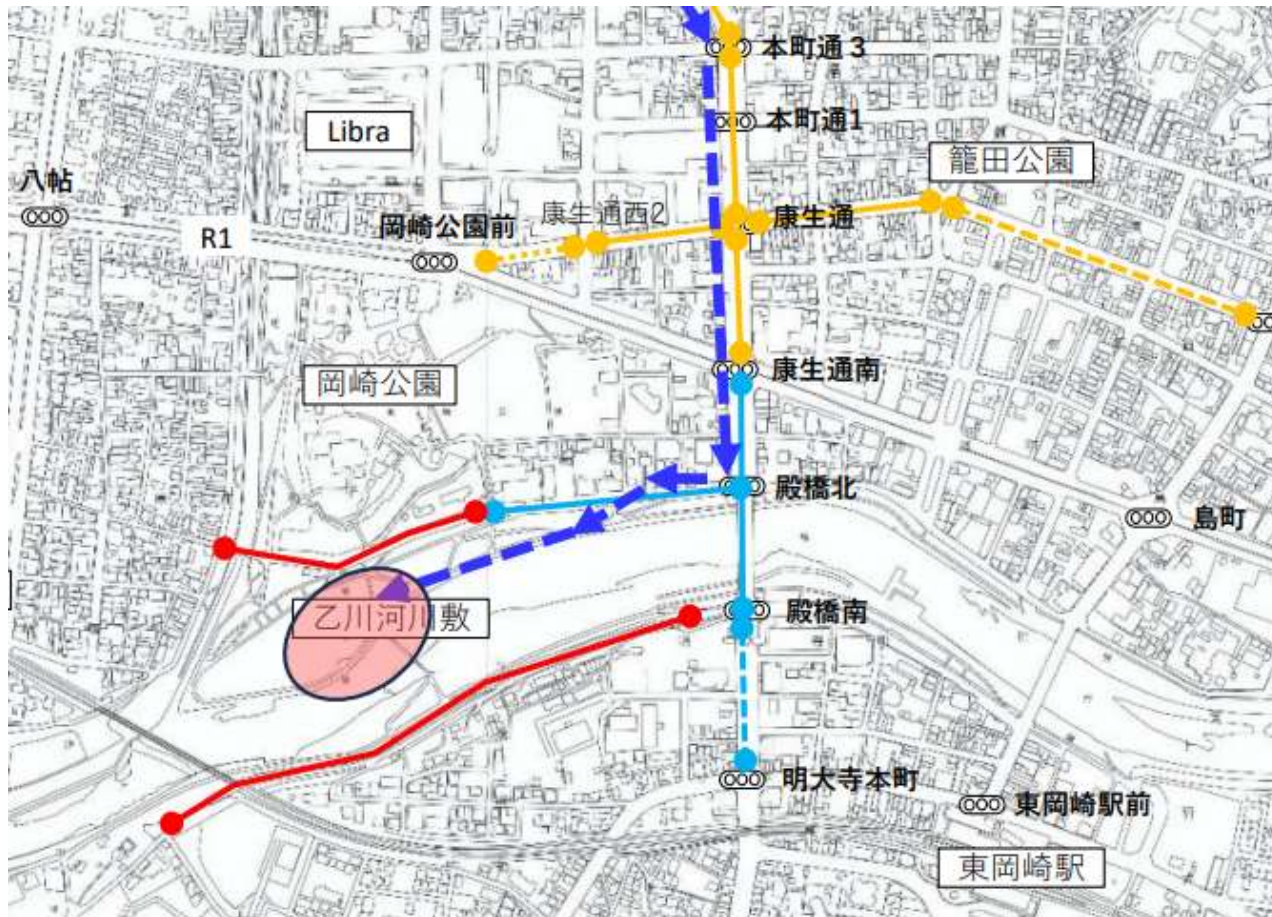 本町通3
本町通1
Libra
籠田公園
八帖
康生通西2
康生通
岡崎公園前
R1
康生通南
岡崎公園
殿橋北
島町
乙川河川敷
殿橋南
明大寺本町
東岡崎駅前
東岡崎駅